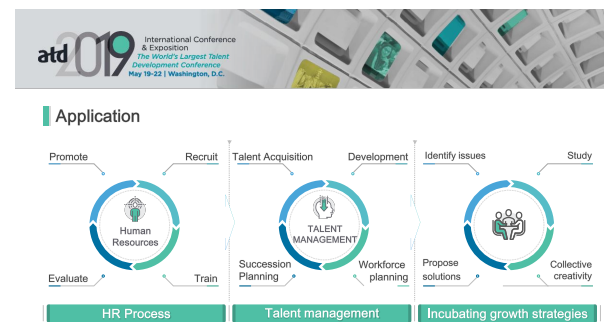 atd 2019
International Conference
& Exposition
The World's Largest Talent
Development Conference
May 19-22 | Washington, D.C.
Application
Promote
Recruit
Human
Resources
Evaluate
Train
HR Process
Talent Acquisition
Development
TALENT
MANAGEMENT
Succession
Planning
Workforce
planning
Talent management
Identify issues
Study
Propose
solutions
Collective
creativity
Incubating growth strategies